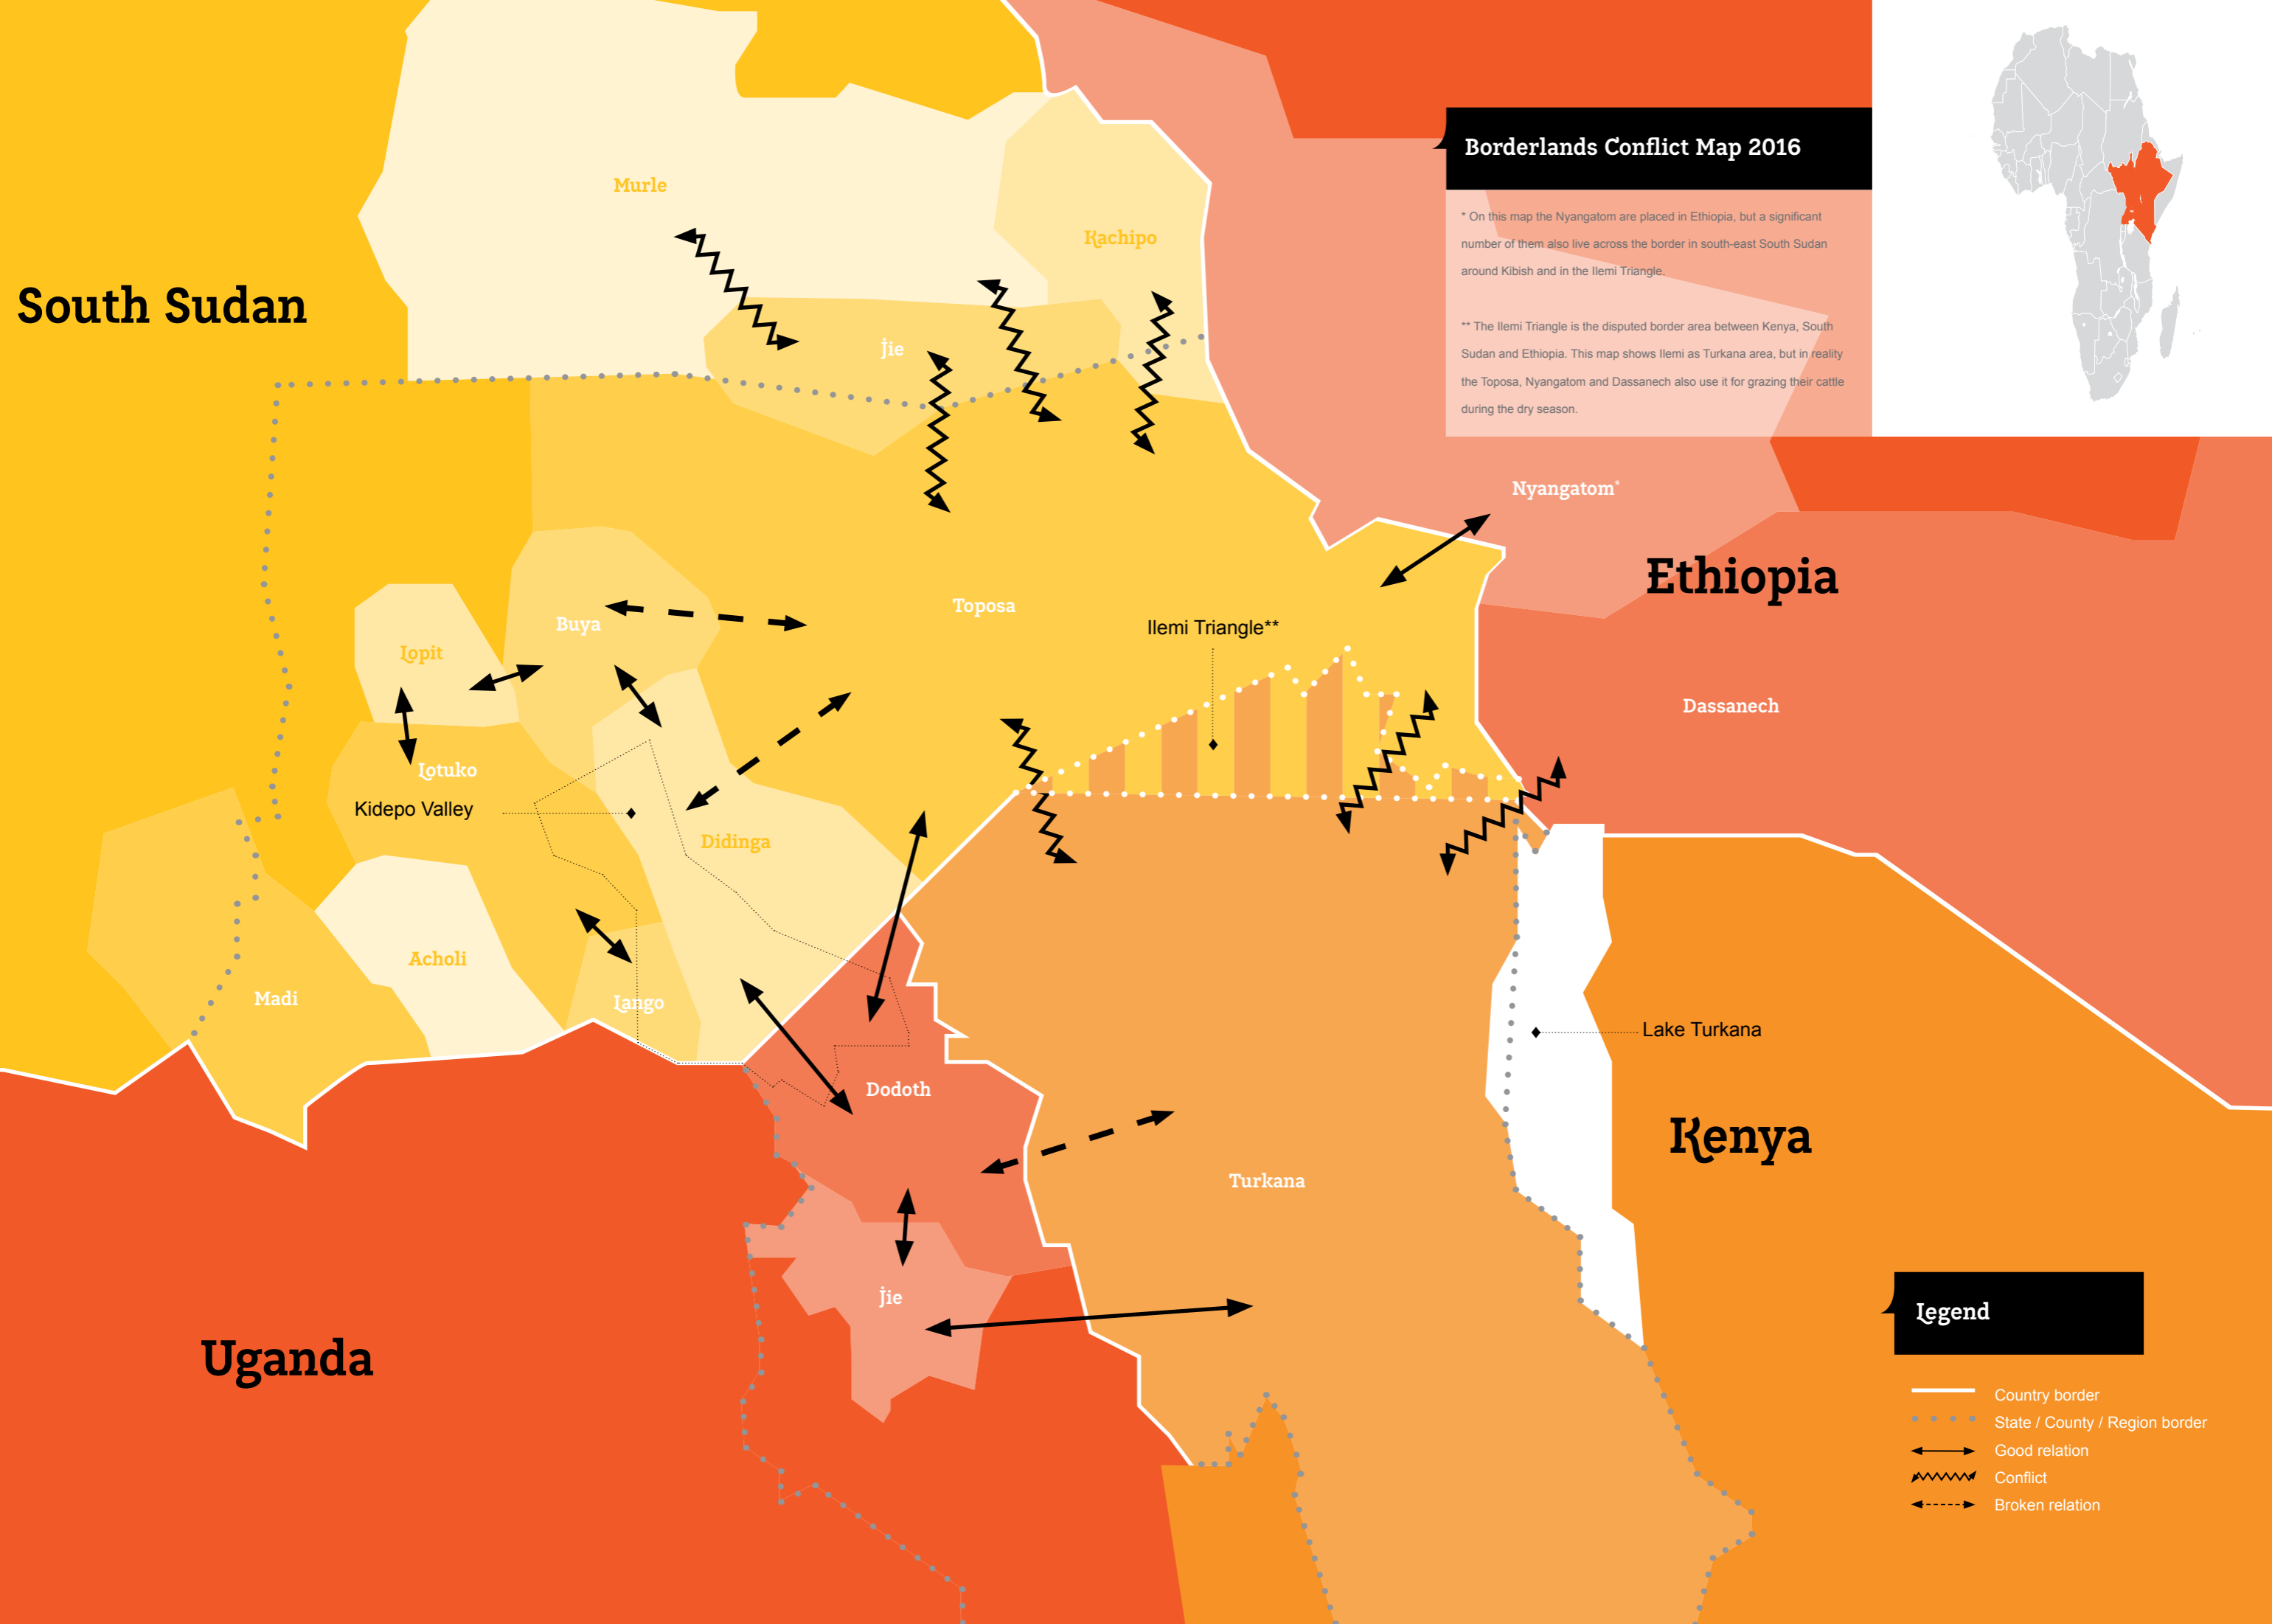 Borderlands Conflict Map 2016
* On this map the Nyangatom are placed in Ethiopia, but a significant
number of them also live across the border in south-east South Sudan
around Kibish and in the Ilemi Triangle.
** The Ilemi Triangle is the disputed border area between Kenya, South
Sudan and Ethiopia. This map shows Ilemi as Turkana area, but in reality
the Toposa, Nyangatom and Dassanech also use it for grazing their cattle
during the dry season.
Murle
Kachipo
South Sudan
Jie
Nyangatom*
Ethiopia
Toposa
Buya
Ilemi Triangle**
Lopit
Dassanech
Lotuko
Kidepo Valley
Didinga
Acholi
Madi
Lango
Lake Turkana
Dodoth
Kenya
Turkana
Jie
Uganda
Legend
Country border
State / County / Region border
Good relation
Conflict
Broken relation